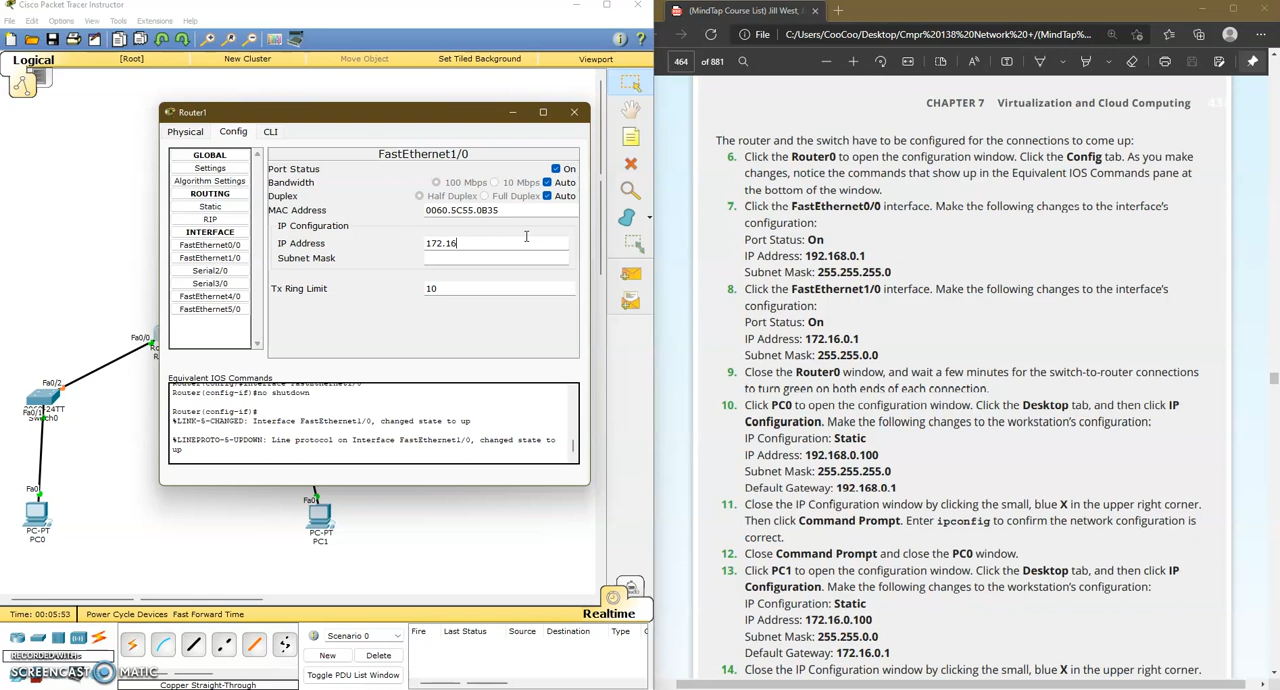 Cisco Packet Tracer Instructor
File Edit Options View Tools Extensions Help
Logical [Root] New Cluster Move Object Set Tiled Background Viewport
Router1
Physical Config CLI
GLOBAL
Settings
Algorithm Settings
ROUTING
Static
RIP
INTERFACE
FastEthernet0/0
FastEthernet1/0
Serial2/0
Serial3/0
FastEthernet4/0
FastEthernet5/0
FastEthernet1/0
Port Status On
Bandwidth 100 Mbps 10 Mbps Auto
Duplex Half Duplex Full Duplex Auto
MAC Address 0060.5C55.0B35
IP Configuration
IP Address 172.16
Subnet Mask
Tx Ring Limit 10
Equivalent IOS Commands
Router(config)#interface FastEthernet1/0
Router(config-if)#no shutdown
Router(config-if)#
%LINK-5-CHANGED: Interface FastEthernet1/0, changed state to up
%LINEPROTO-5-UPDOWN: Line protocol on Interface FastEthernet1/0, changed state to
up
Fa0/0
Fa0/2
Fa0/1
Switch0
Fa0
PC-PT
PC0
Fa0
PC-PT
PC1
Time: 00:05:53 Power Cycle Devices Fast Forward Time
Realtime
Scenario 0
New Delete
Toggle PDU List Window
Fire Last Status Source Destination Type
Copper Straight-Through
RECORDED WITH
SCREENCAST MATIC
(MindTap Course List) Jill West,
File C:/Users/CooCoo/Desktop/Cmpr%20138%20Network%20+/(MindTap%...
464 of 881
CHAPTER 7 Virtualization and Cloud Computing
The router and the switch have to be configured for the connections to come up:
6. Click the Router0 to open the configuration window. Click the Config tab. As you make
changes, notice the commands that show up in the Equivalent IOS Commands pane at
the bottom of the window.
7. Click the FastEthernet0/0 interface. Make the following changes to the interface's
configuration:
Port Status: On
IP Address: 192.168.0.1
Subnet Mask: 255.255.255.0
8. Click the FastEthernet1/0 interface. Make the following changes to the interface's
configuration:
Port Status: On
IP Address: 172.16.0.1
Subnet Mask: 255.255.0.0
9. Close the Router0 window, and wait a few minutes for the switch-to-router connections
to turn green on both ends of each connection.
10. Click PC0 to open the configuration window. Click the Desktop tab, and then click IP
Configuration. Make the following changes to the workstation's configuration:
IP Configuration: Static
IP Address: 192.168.0.100
Subnet Mask: 255.255.255.0
Default Gateway: 192.168.0.1
11. Close the IP Configuration window by clicking the small, blue X in the upper right corner.
Then click Command Prompt. Enter ipconfig to confirm the network configuration is
correct.
12. Close Command Prompt and close the PC0 window.
13. Click PC1 to open the configuration window. Click the Desktop tab, and then click IP
Configuration. Make the following changes to the workstation's configuration:
IP Configuration: Static
IP Address: 172.16.0.100
Subnet Mask: 255.255.0.0
Default Gateway: 172.16.0.1
14. Close the IP Configuration window by clicking the small, blue X in the upper right corner.